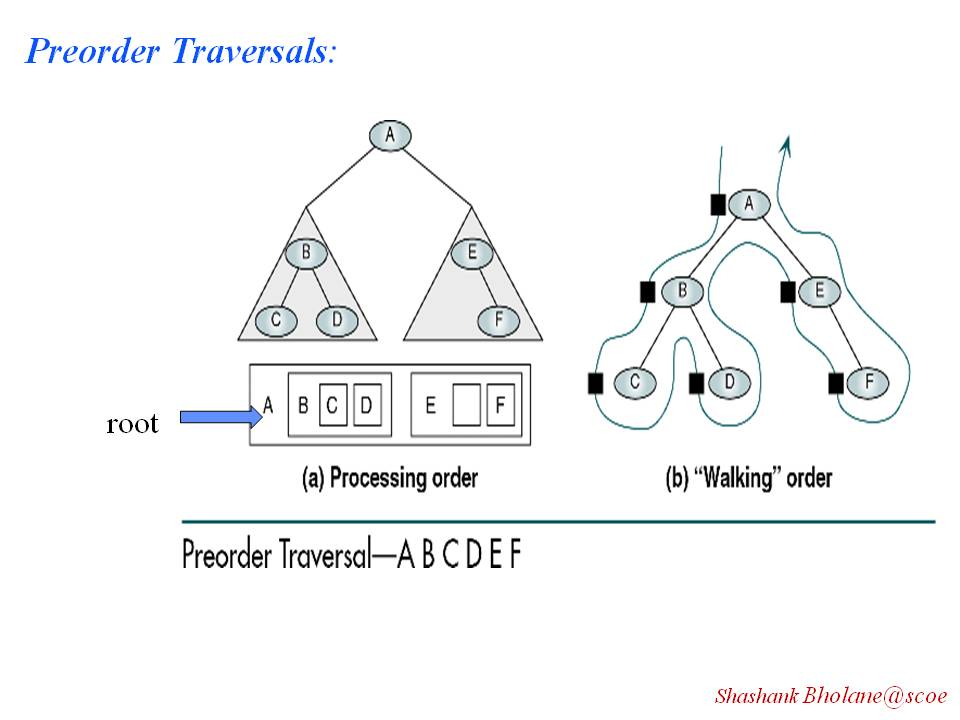 Preorder Traversals:
A
B
E
C
D
F
A
B
E
C
D
F
root
A B C D E F
(a) Processing order
(b) “Walking” order
Preorder Traversal—A B C D E F
Shashank Bholane@scoe